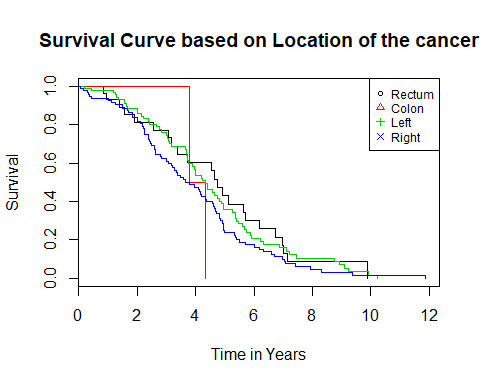 Survival Curve based on Location of the cancer
Survival
1.0
0.8
0.6
0.4
0.2
0.0
Rectum
Colon
Left
Right
0 2 4 6 8 10 12
Time in Years